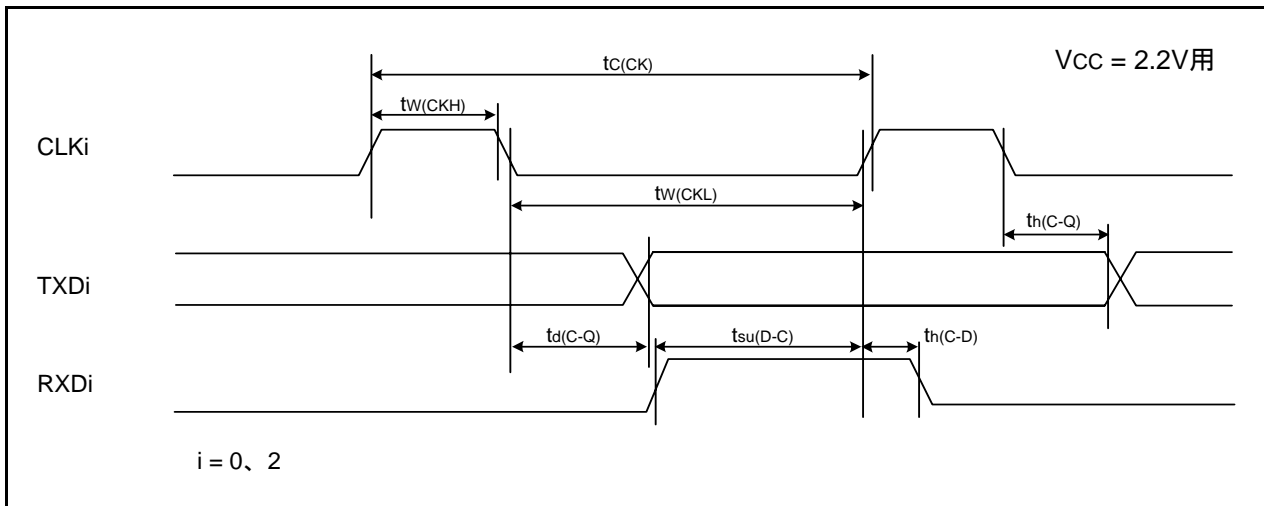 VCC = 2.2V用
tC(CK)
tW(CKH)
CLKi
tW(CKL)
th(C-Q)
TXDi
td(C-Q)
tsu(D-C)
th(C-D)
RXDi
i = 0、2